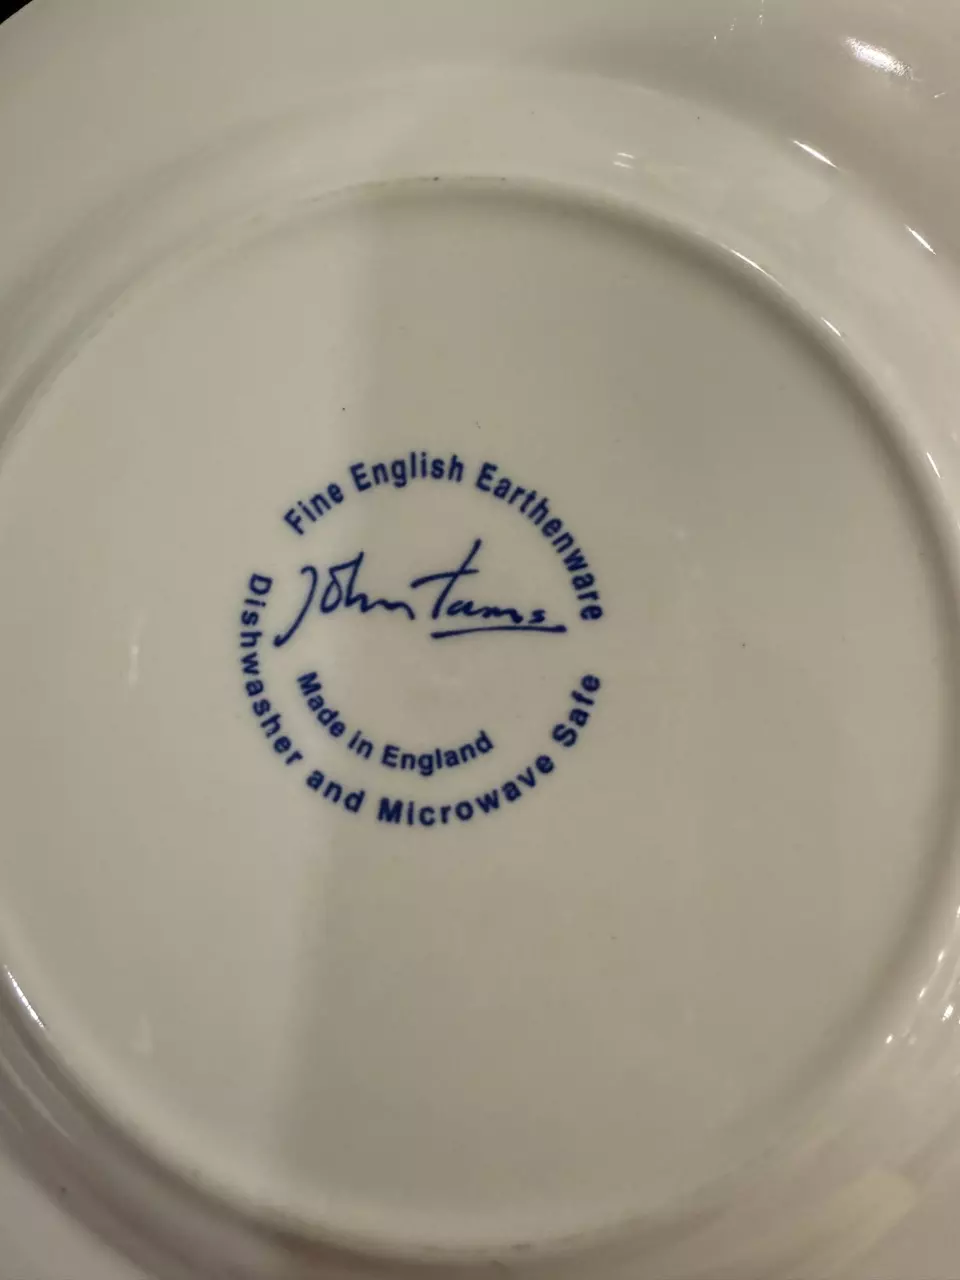 Fine English Earthenware
John Tams
Made in England
Dishwasher and Microwave Safe